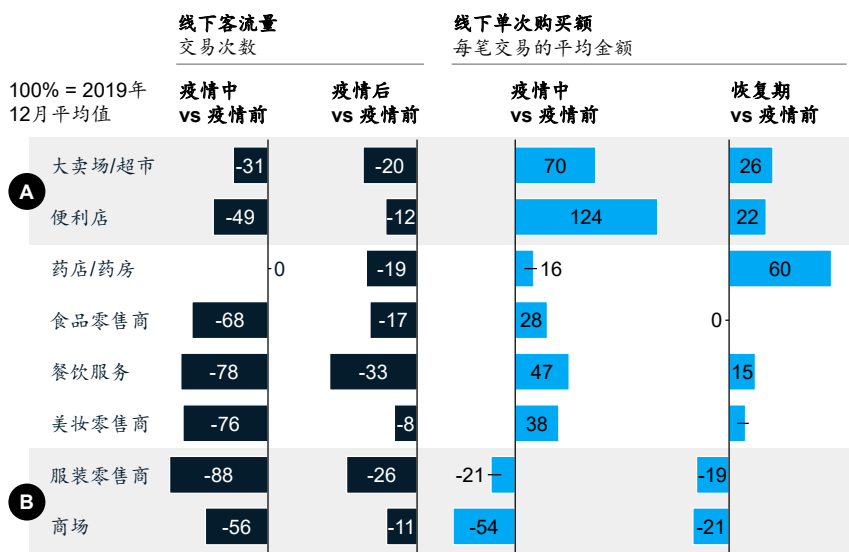 线下客流量 线下单次购买额
交易次数 每笔交易的平均金额
100% = 2019年 疫情中 疫情后 疫情中 恢复期
12月平均值 vs 疫情前 vs 疫情前 vs 疫情前 vs 疫情前
大卖场/超市 -31 -20 70 26
A
便利店 -49 -12 124 22
药店/药房 0 -19 16 60
食品零售商 -68 -17 28 0
餐饮服务 -78 -33 47 15
美妆零售商 -76 -8 38
服装零售商 -88 -26 -21 -19
B
商场 -56 -11 -54 -21